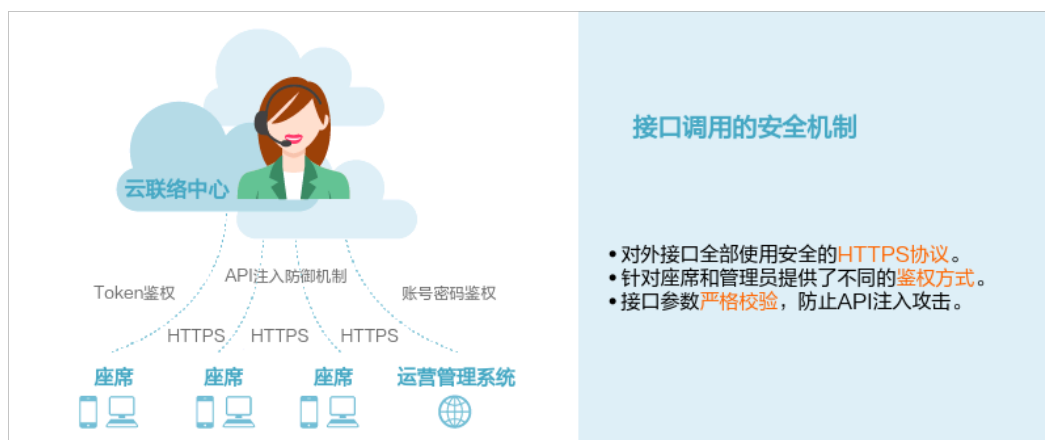 云联络中心
API注入防御机制
Token鉴权
账号密码鉴权
HTTPS
HTTPS
HTTPS
座席
座席
座席
运营管理系统
接口调用的安全机制
•对外接口全部使用安全的HTTPS协议。
•针对座席和管理员提供了不同的鉴权方式。
•接口参数严格校验，防止API注入攻击。